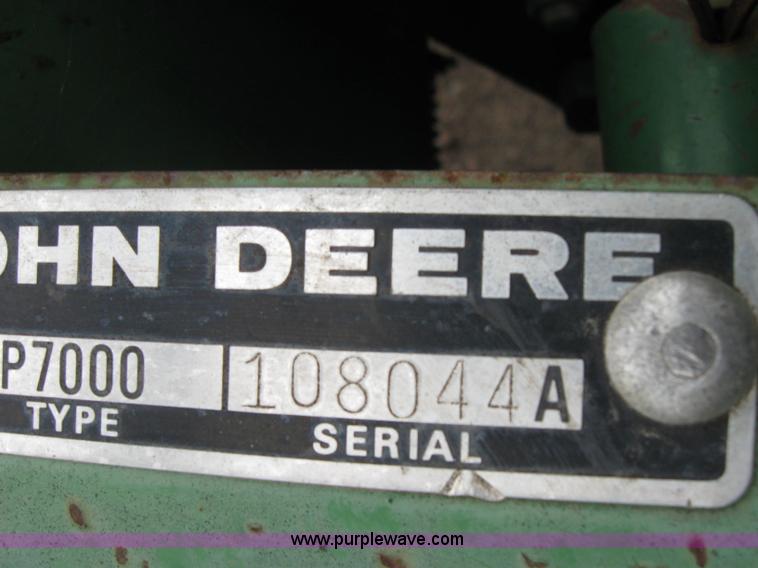 OHN DEERE
P7000 108044A
TYPE SERIAL
www.purplewave.com